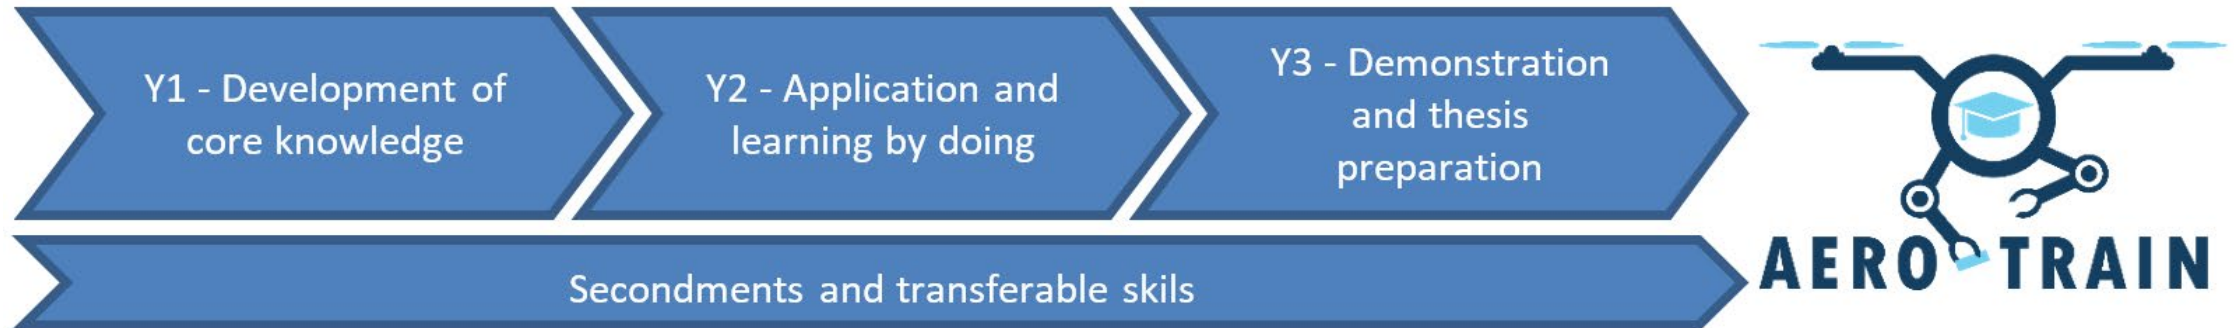 Y1 - Development of
core knowledge
Y2 - Application and
learning by doing
Y3 - Demonstration
and thesis
preparation
Secondments and transferable skils
AERO TRAIN